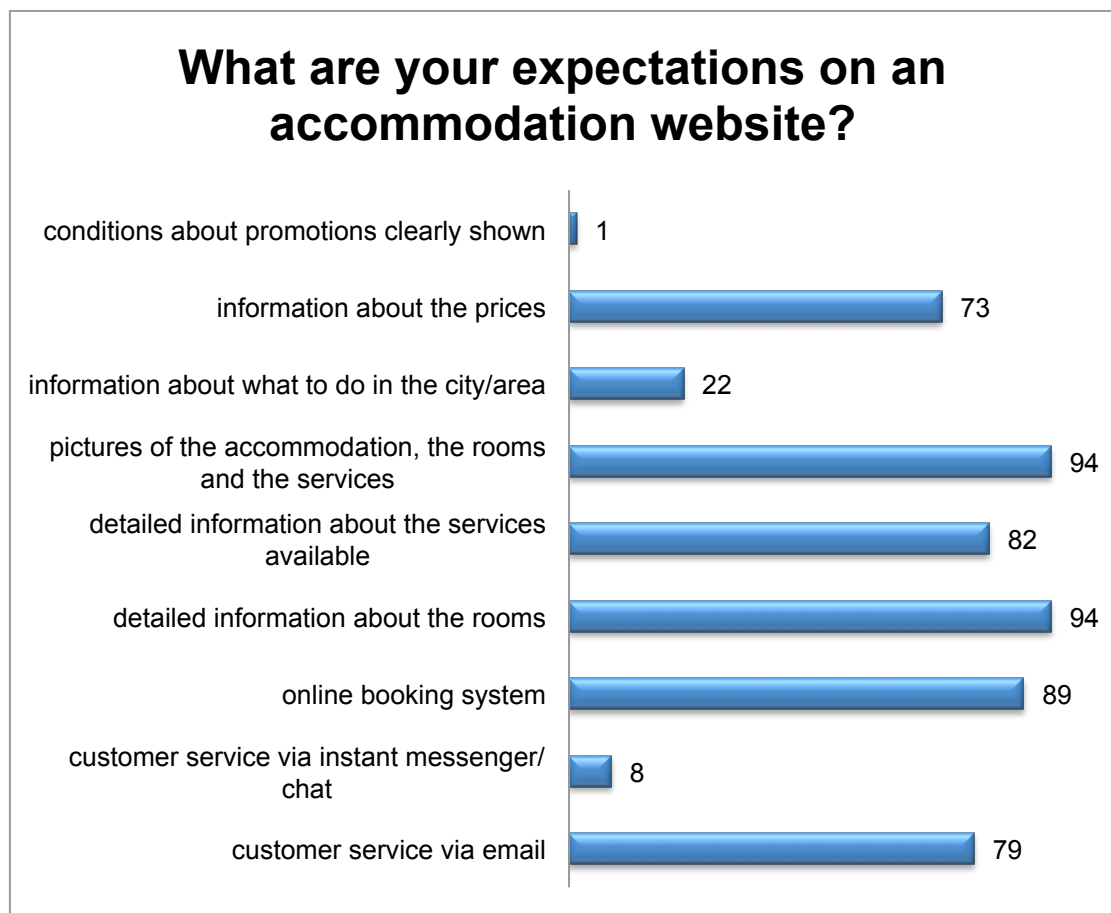 What are your expectations on an
accommodation website?
conditions about promotions clearly shown
1
information about the prices
73
information about what to do in the city/area
22
pictures of the accommodation, the rooms
and the services
94
detailed information about the services
available
82
detailed information about the rooms
94
online booking system
89
customer service via instant messenger/
chat
8
customer service via email
79